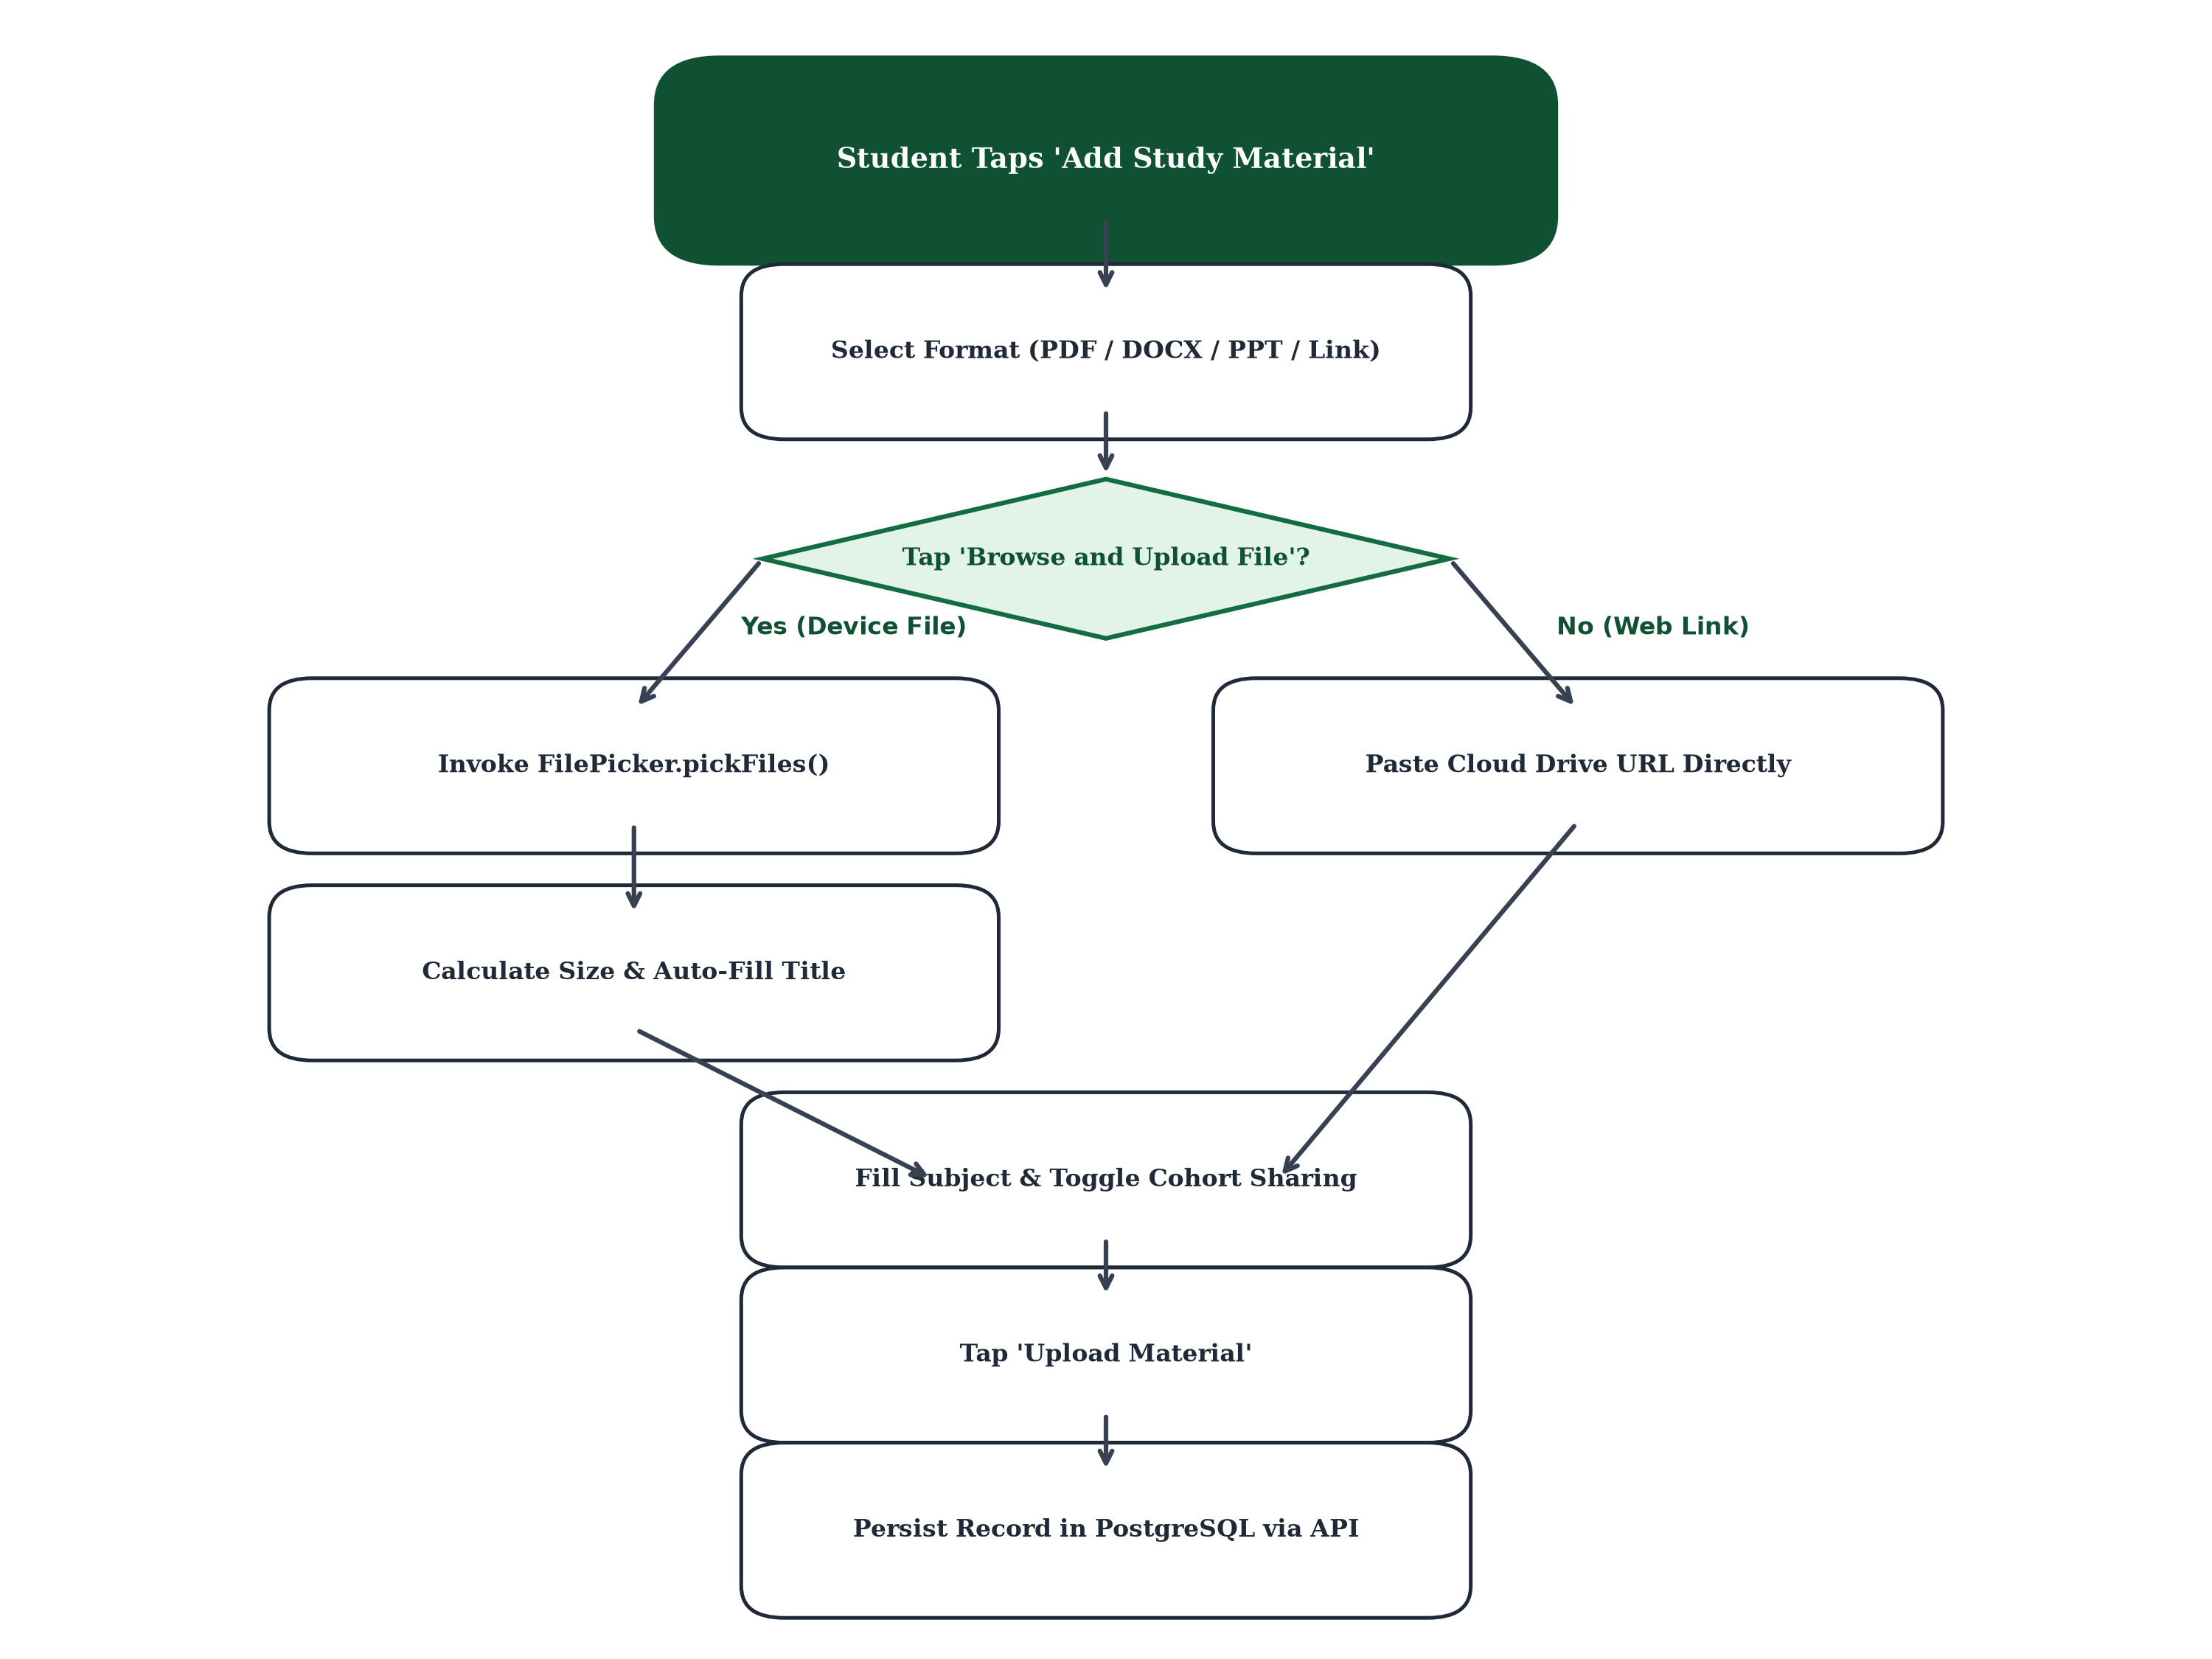 Student Taps 'Add Study Material'
Select Format (PDF / DOCX / PPT / Link)
Tap 'Browse and Upload File'?
Yes (Device File)
No (Web Link)
Invoke FilePicker.pickFiles()
Paste Cloud Drive URL Directly
Calculate Size & Auto-Fill Title
Fill Subject & Toggle Cohort Sharing
Tap 'Upload Material'
Persist Record in PostgreSQL via API